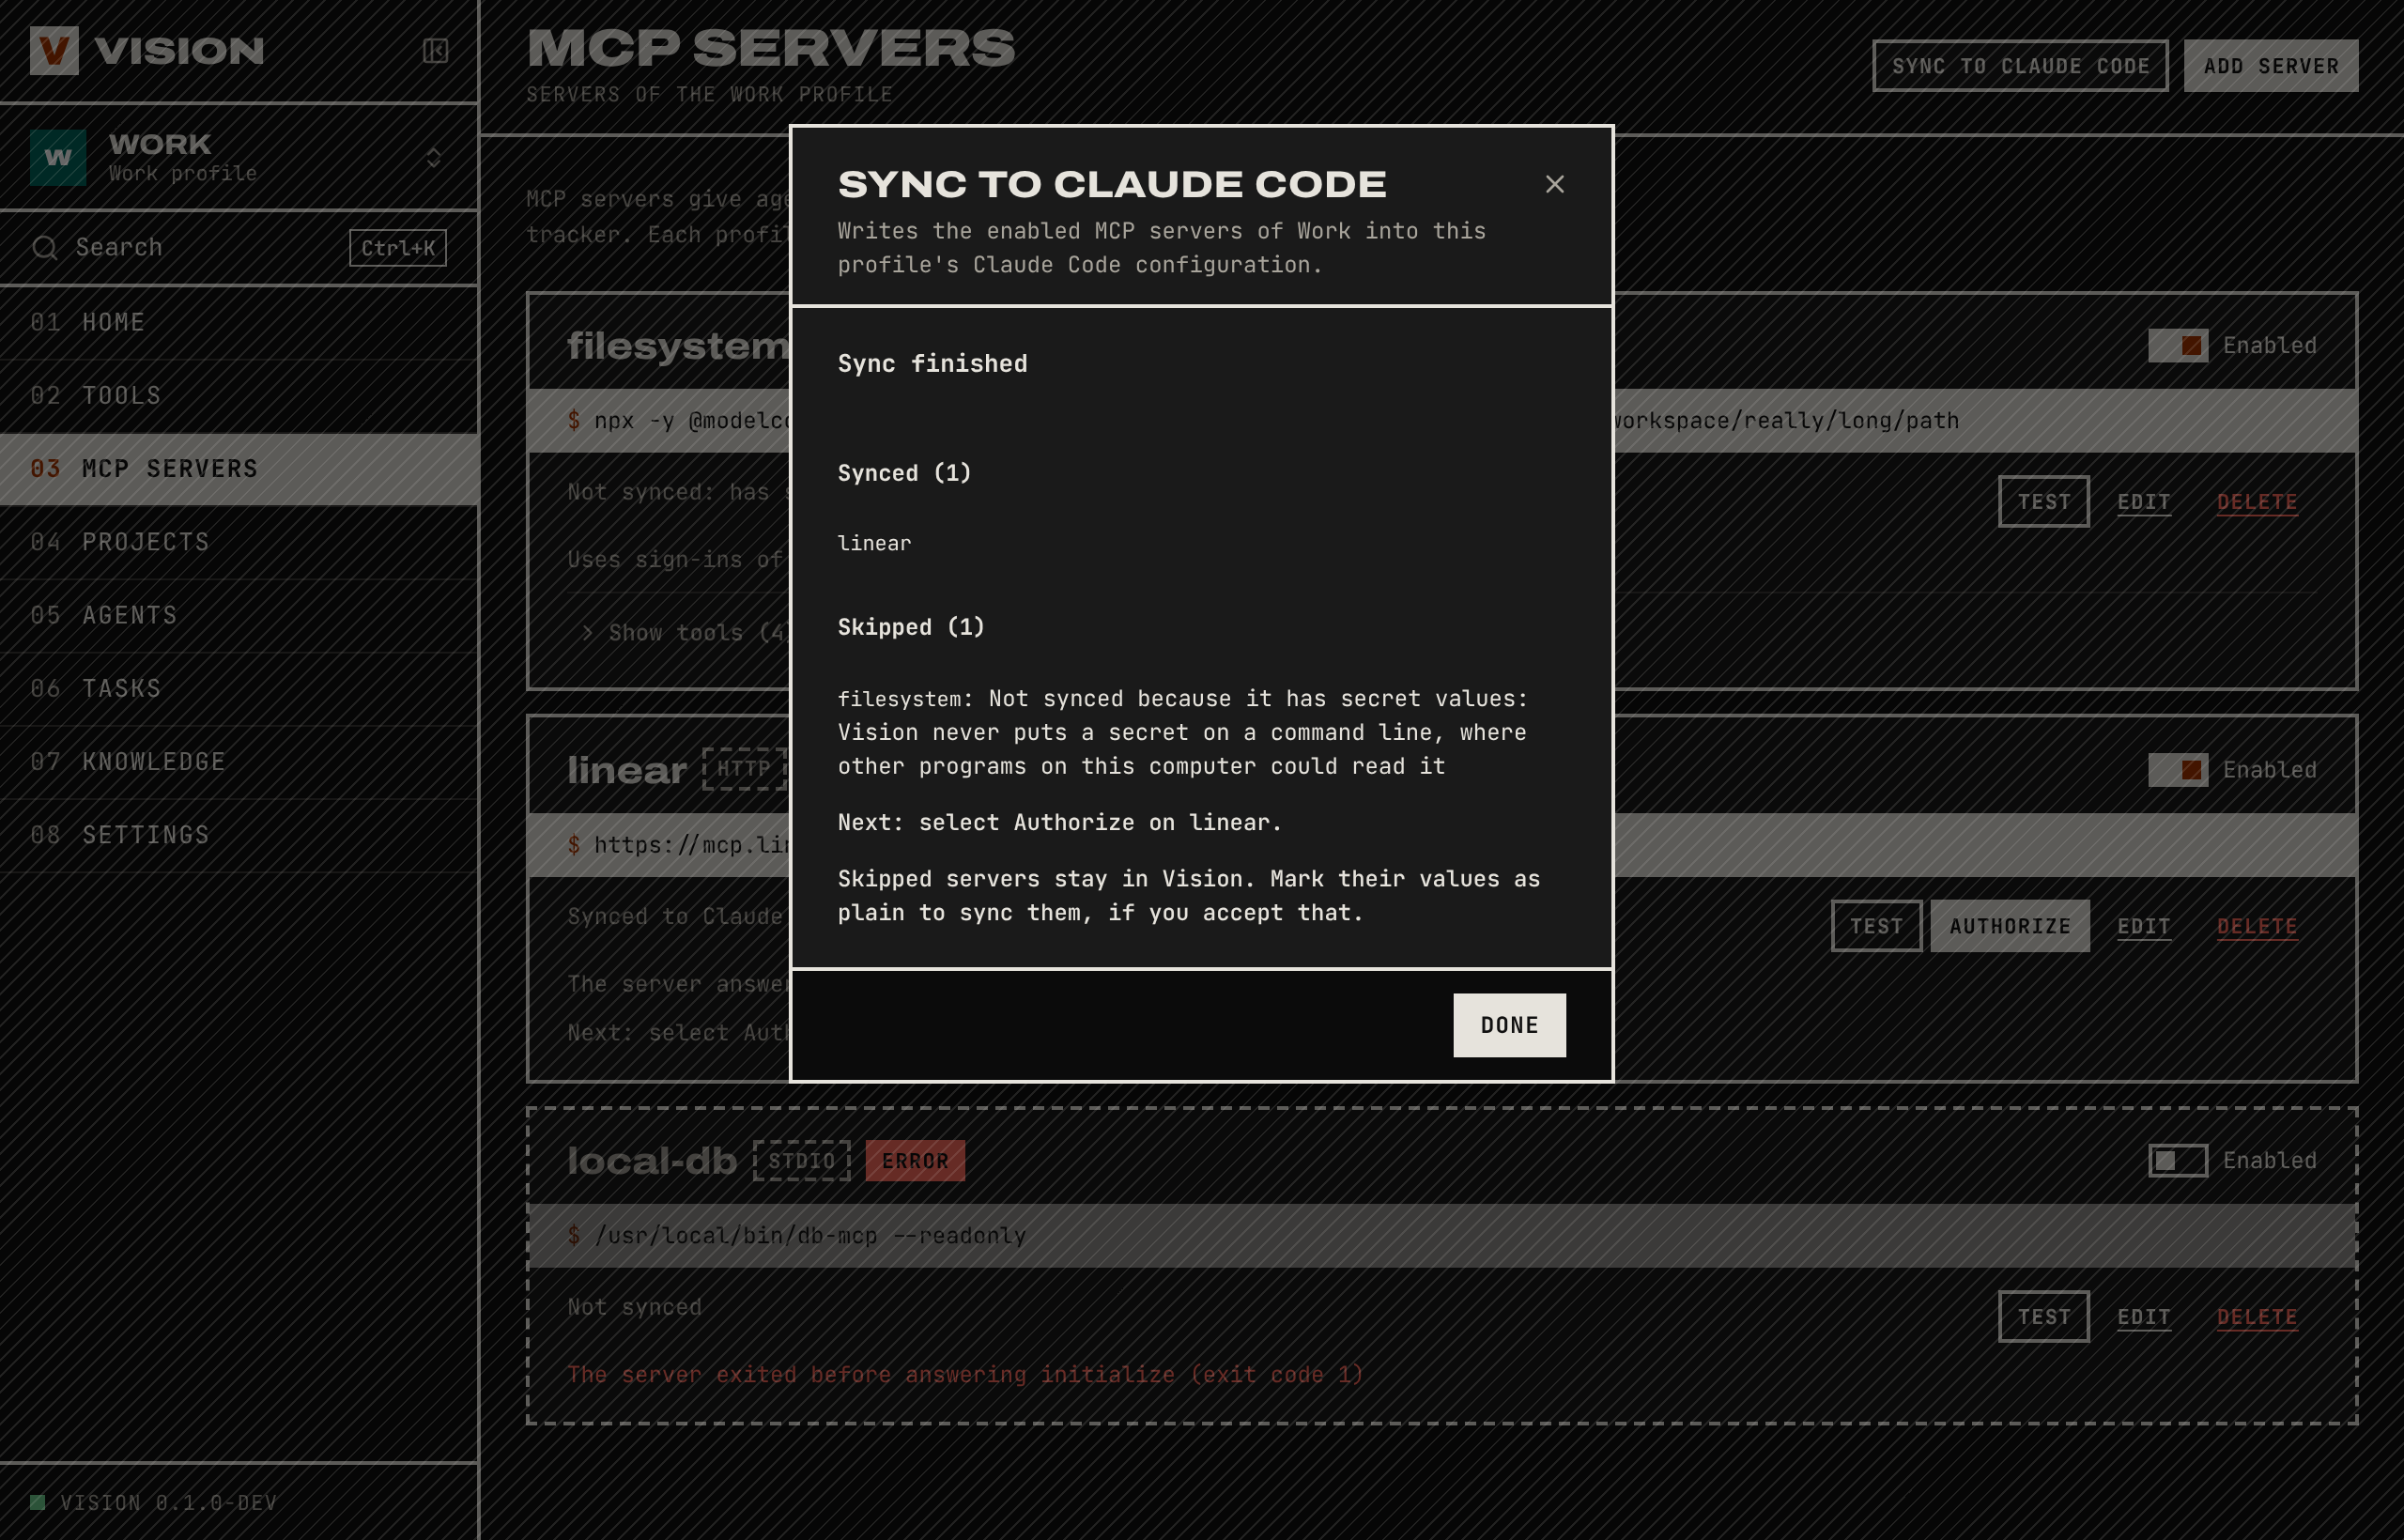 V VISION
W WORK
Work profile
Search Ctrl+K
01 HOME
02 TOOLS
03 MCP SERVERS
04 PROJECTS
05 AGENTS
06 TASKS
07 KNOWLEDGE
08 SETTINGS
VISION 0.1.0-DEV
MCP SERVERS
SERVERS OF THE WORK PROFILE
SYNC TO CLAUDE CODE
ADD SERVER
MCP servers give
tracker. Each
filesystem
Enabled
$ npx -y
workspace/really/long/path
Not synced: has
TEST EDIT DELETE
Uses sign-ins of
Show tools
linear HTTP
Enabled
$
Synced to Claude
TEST AUTHORIZE EDIT DELETE
The server
Next: select
local-db STDIO ERROR
Enabled
$ /usr/local/bin/db-mcp --readonly
Not synced
TEST EDIT DELETE
The server exited before answering initialize (exit code 1)
SYNC TO CLAUDE CODE
Writes the enabled MCP servers of Work into this
profile's Claude Code configuration.
Sync finished
Synced (1)
linear
Skipped (1)
filesystem: Not synced because it has secret values:
Vision never puts a secret on a command line, where
other programs on this computer could read it
Next: select Authorize on linear.
Skipped servers stay in Vision. Mark their values as
plain to sync them, if you accept that.
DONE